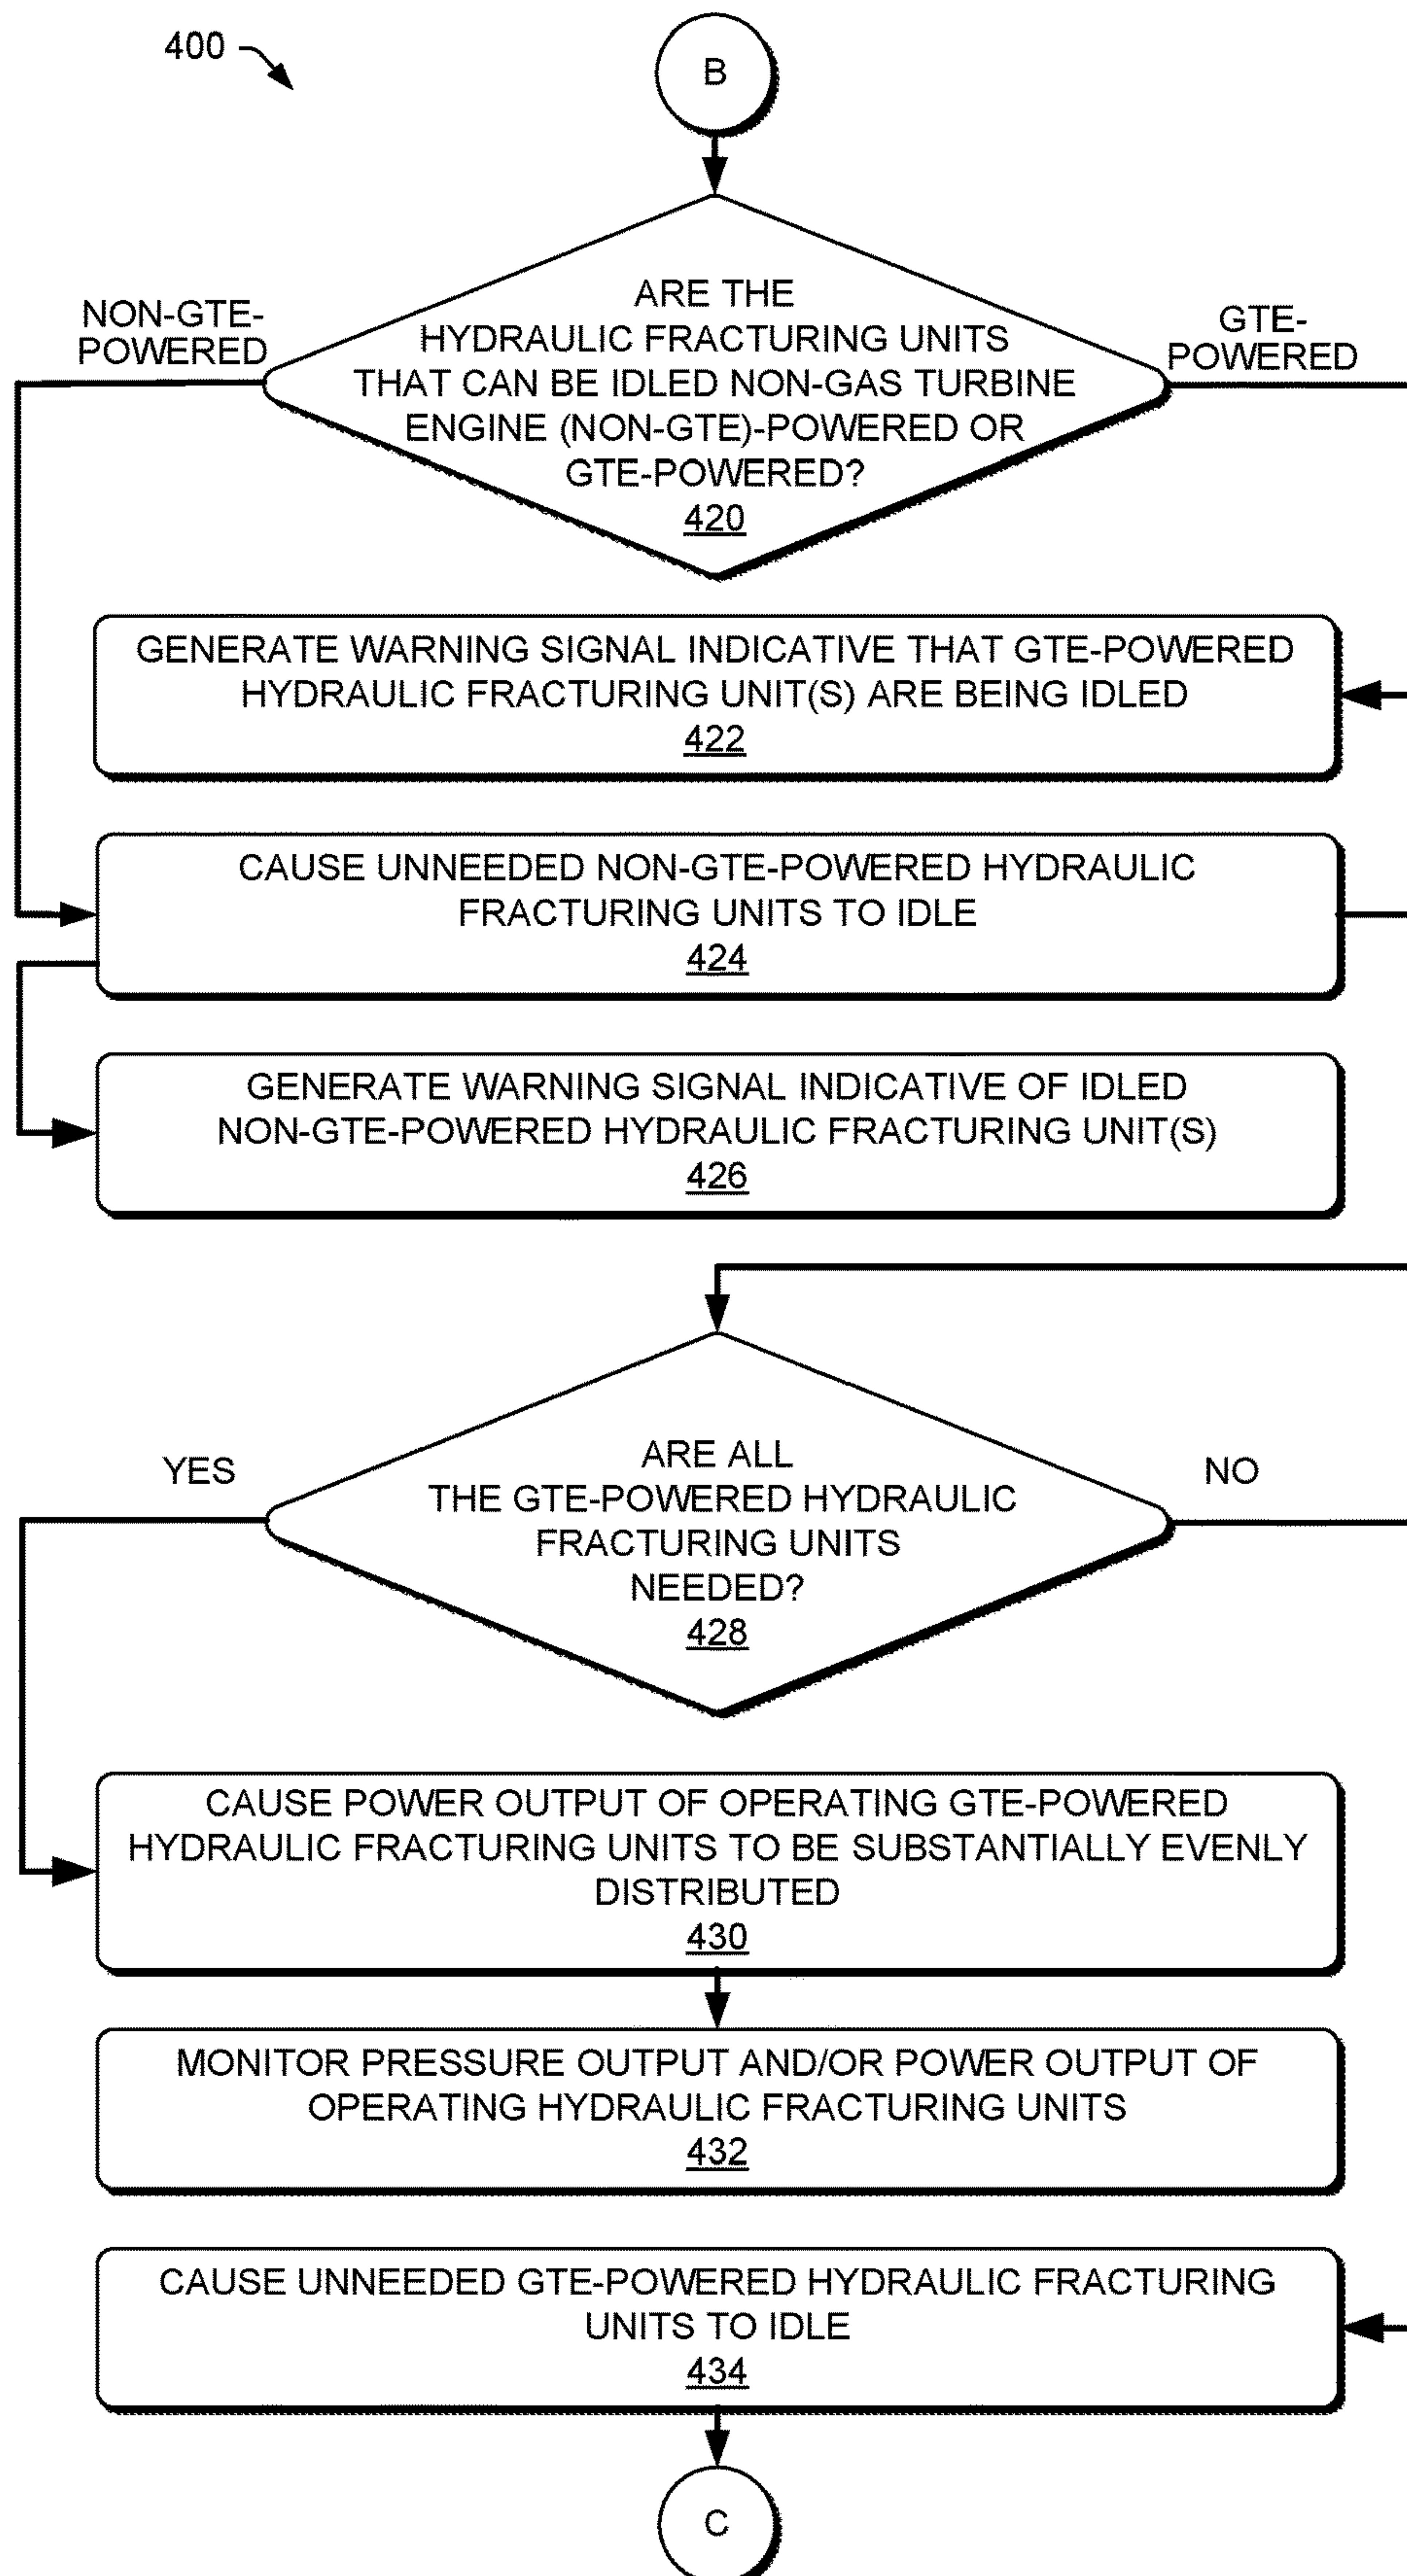 400
B
NON-GTE-
POWERED
GTE-
POWERED
ARE THE
HYDRAULIC FRACTURING UNITS
THAT CAN BE IDLED NON-GAS TURBINE
ENGINE (NON-GTE)-POWERED OR
GTE-POWERED?
420
GENERATE WARNING SIGNAL INDICATIVE THAT GTE-POWERED
HYDRAULIC FRACTURING UNIT(S) ARE BEING IDLED
422
CAUSE UNNEEDED NON-GTE-POWERED HYDRAULIC
FRACTURING UNITS TO IDLE
424
GENERATE WARNING SIGNAL INDICATIVE OF IDLED
NON-GTE-POWERED HYDRAULIC FRACTURING UNIT(S)
426
YES
NO
ARE ALL
THE GTE-POWERED HYDRAULIC
FRACTURING UNITS
NEEDED?
428
CAUSE POWER OUTPUT OF OPERATING GTE-POWERED
HYDRAULIC FRACTURING UNITS TO BE SUBSTANTIALLY EVENLY
DISTRIBUTED
430
MONITOR PRESSURE OUTPUT AND/OR POWER OUTPUT OF
OPERATING HYDRAULIC FRACTURING UNITS
432
CAUSE UNNEEDED GTE-POWERED HYDRAULIC FRACTURING
UNITS TO IDLE
434
C